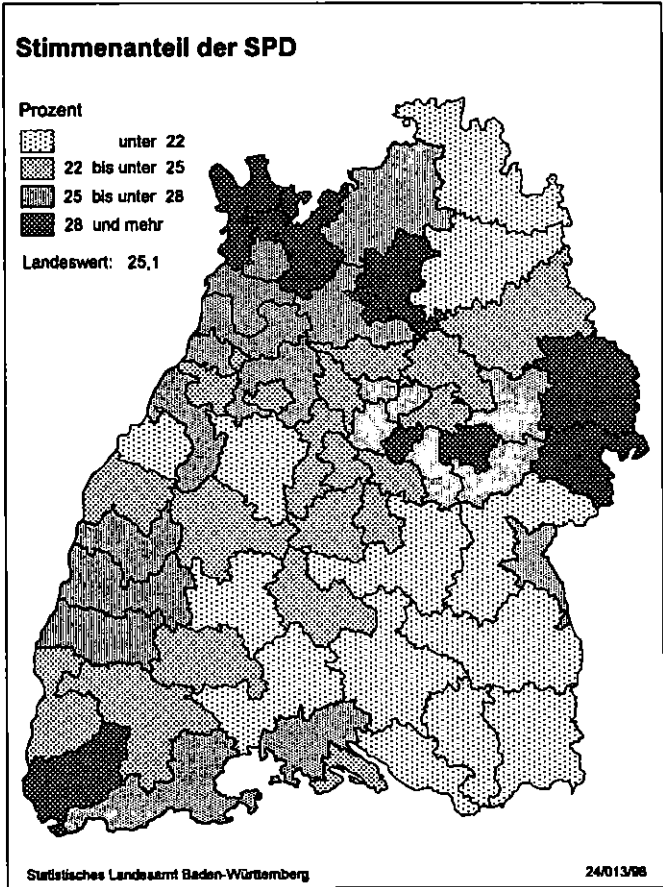 Stimmenanteil der SPD
Prozent
unter 22
22 bis unter 25
25 bis unter 28
28 und mehr
Landeswert: 25,1
Statistisches Landesamt Baden-Württemberg
24/013/96